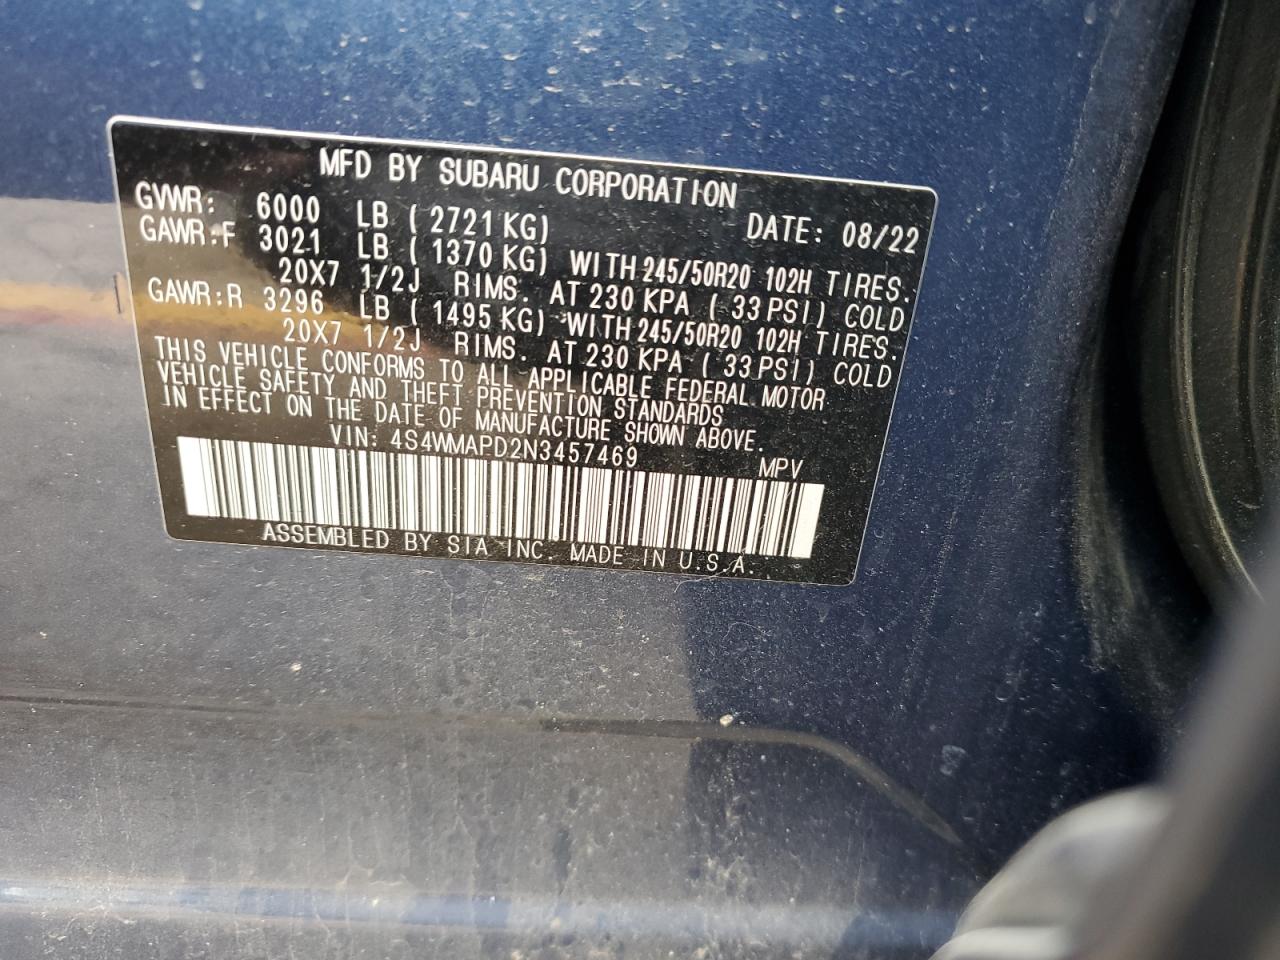 MFD BY SUBARU CORPORATION
GVWR: 6000 LB ( 2721 KG) DATE: 08/22
GAWR:F 3021 LB ( 1370 KG) WITH 245/50R20 102H TIRES.
20X7 1/2J RIMS. AT 230 KPA ( 33 PSI) COLD
GAWR:R 3296 LB ( 1495 KG) WITH 245/50R20 102H TIRES.
20X7 1/2J RIMS. AT 230 KPA ( 33 PSI) COLD
THIS VEHICLE CONFORMS TO ALL APPLICABLE FEDERAL MOTOR
VEHICLE SAFETY AND THEFT PREVENTION STANDARDS
IN EFFECT ON THE DATE OF MANUFACTURE SHOWN ABOVE.
VIN: 4S4WMAPD2N3457469 MPV
ASSEMBLED BY SIA INC. MADE IN U.S.A.